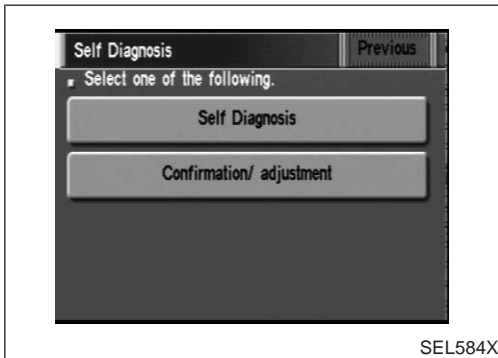 Self Diagnosis
Previous
Select one of the following.
Self Diagnosis
Confirmation/ adjustment
SEL584X